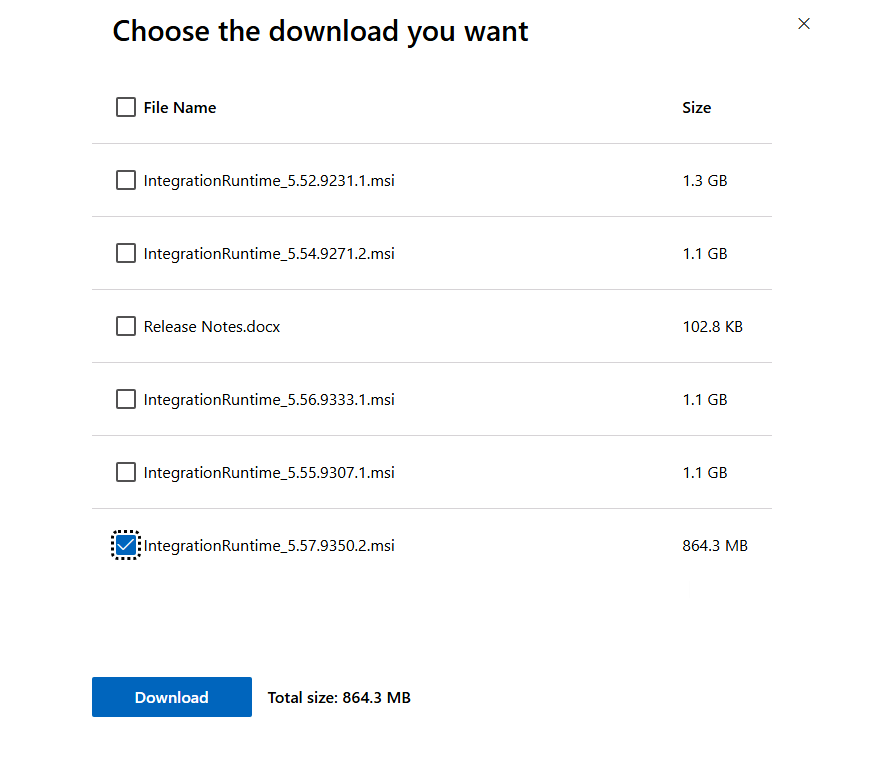 Choose the download you want
File Name Size
IntegrationRuntime_5.52.9231.1.msi 1.3 GB
IntegrationRuntime_5.54.9271.2.msi 1.1 GB
Release Notes.docx 102.8 KB
IntegrationRuntime_5.56.9333.1.msi 1.1 GB
IntegrationRuntime_5.55.9307.1.msi 1.1 GB
IntegrationRuntime_5.57.9350.2.msi 864.3 MB
Download Total size: 864.3 MB